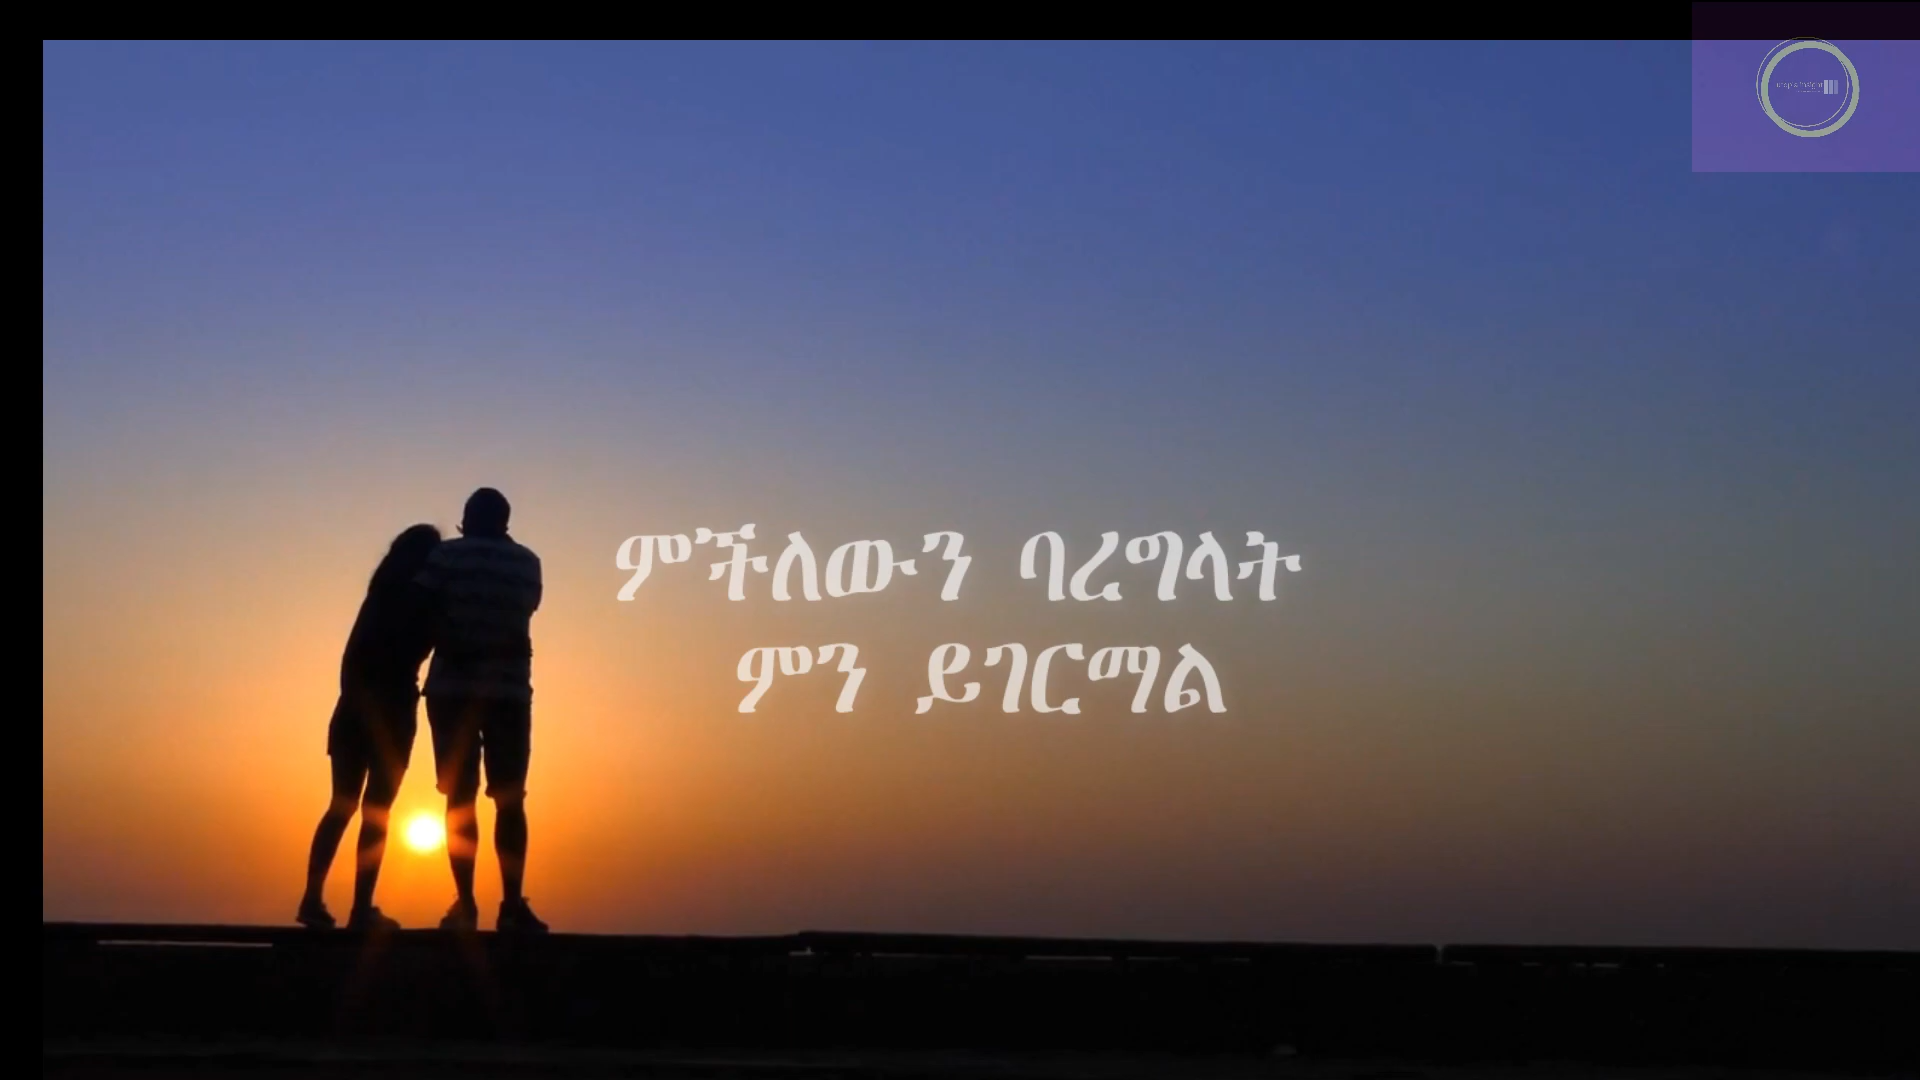 ምችለውን ባረግላት
ምን ይገርማል